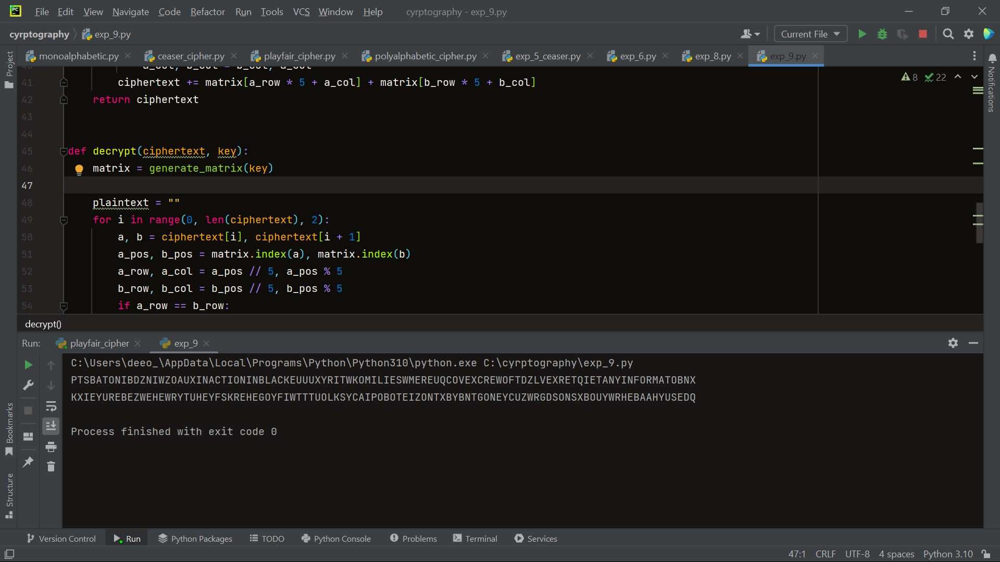 PC File Edit View Navigate Code Refactor Run Tools VCS Window Help cyrptography - exp_9.py
cyrptography exp_9.py Current File
monoalphabetic.py ceaser_cipher.py playfair_cipher.py polyalphabetic_cipher.py exp_5_ceaser.py exp_6.py exp_8.py exp_9.py
Project
Notifications
8 22
40 a_col, b_col = b_col, a_col
41 ciphertext += matrix[a_row * 5 + a_col] + matrix[b_row * 5 + b_col]
42 return ciphertext
43
44
45 def decrypt(ciphertext, key):
46 matrix = generate_matrix(key)
47
48 plaintext = ""
49 for i in range(0, len(ciphertext), 2):
50 a, b = ciphertext[i], ciphertext[i + 1]
51 a_pos, b_pos = matrix.index(a), matrix.index(b)
52 a_row, a_col = a_pos // 5, a_pos % 5
53 b_row, b_col = b_pos // 5, b_pos % 5
54 if a_row == b_row:
decrypt()
Run: playfair_cipher exp_9
C:\Users\deeo_\AppData\Local\Programs\Python\Python310\python.exe C:\cyrptography\exp_9.py
PTSBATONIBDZNIWZOAUXINACTIONINBLACKEUUUXYRITWKOMILIESWMEREUQCOVEXCREWOFTDZLVEXRETQIETANYINFORMATOBNX
KXIEYUREBEZWEHEWRYTUHEYFSKREHEGOYFIWTTTUOLKSYCAIPOBOTEIZONTXBYBNTGONEYCUZWRGDSONSXBOUYWRHEBAAHYUSEDQ
Process finished with exit code 0
Bookmarks
Structure
Version Control Run Python Packages TODO Python Console Problems Terminal Services
47:1 CRLF UTF-8 4 spaces Python 3.10